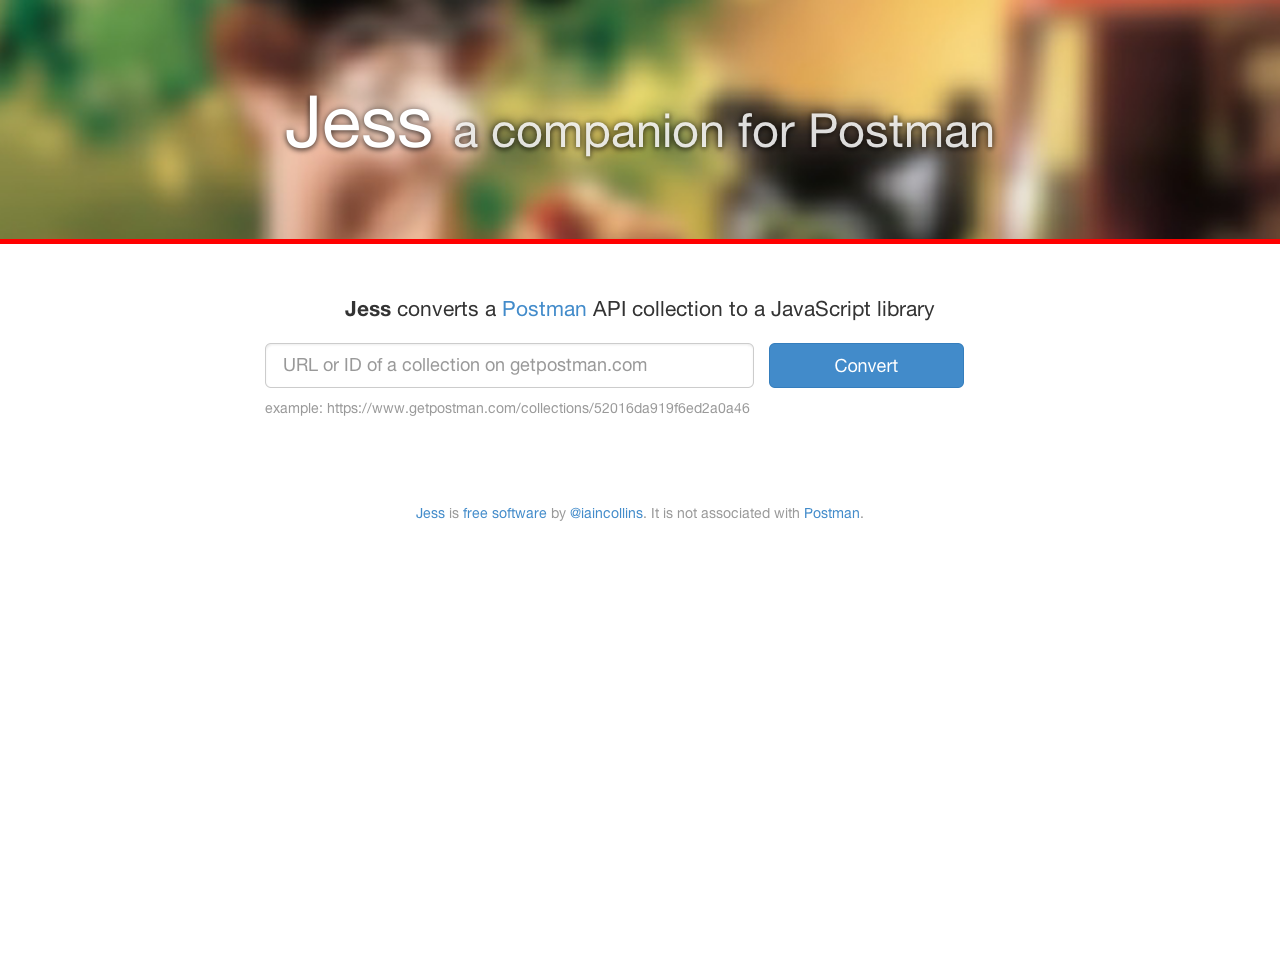 Jess a companion for Postman
Jess converts a Postman API collection to a JavaScript library
URL or ID of a collection on getpostman.com
Convert
example: https://www.getpostman.com/collections/52016da919f6ed2a0a46
Jess is free software by @iaincollins. It is not associated with Postman.